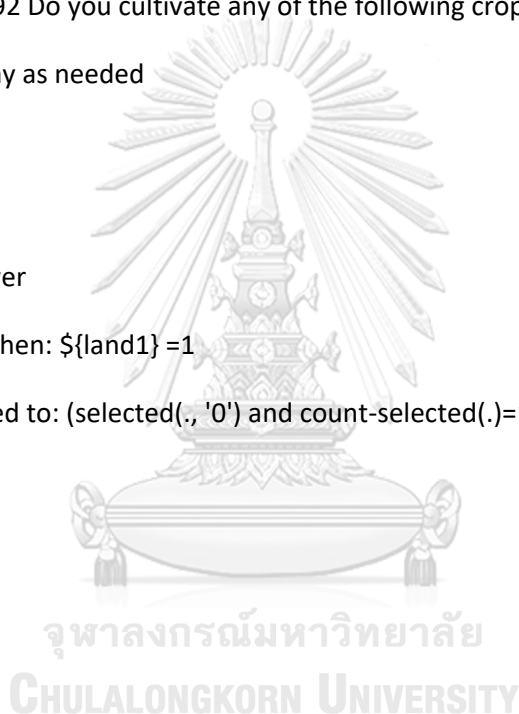 92 Do you cultivate any of the following crop
ny as needed
er
hen: ${land1} =1
ed to: (selected(., '0') and count-selected(.)=
จุฬาลงกรณ์มหาวิทยาลัย
CHULALONGKORN UNIVERSITY